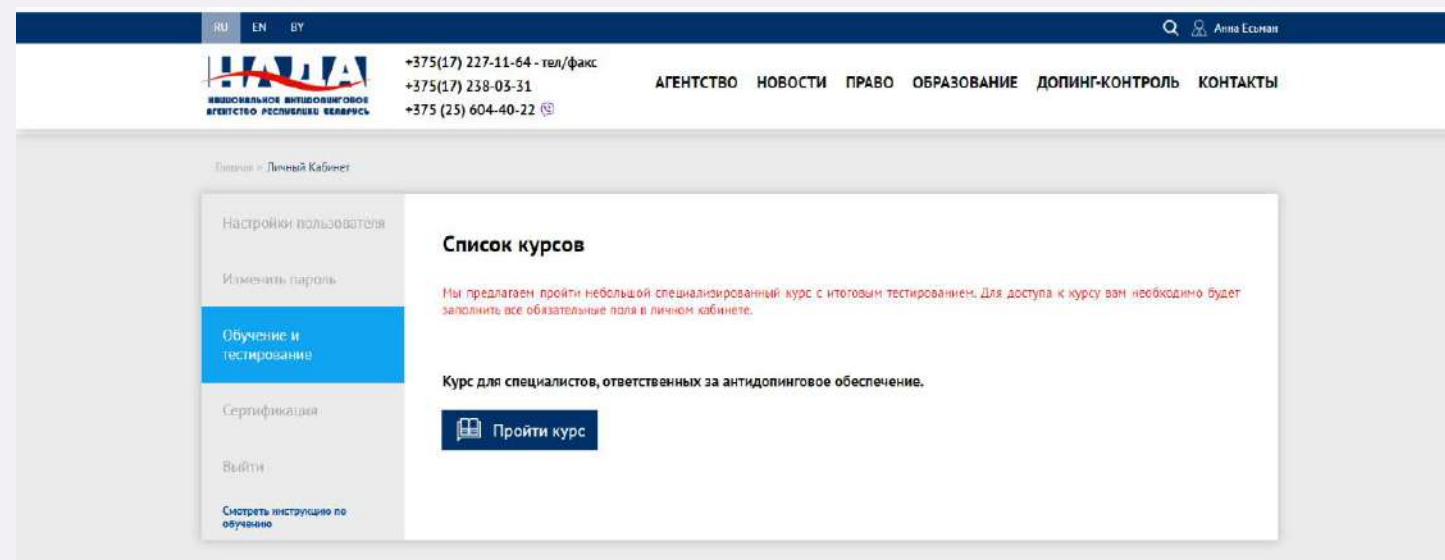 RU EN BY
Анна Есьман
НАДА
НАЦИОНАЛЬНОЕ АНТИДОПИНГОВОЕ
АГЕНТСТВО РЕСПУБЛИКИ БЕЛАРУСЬ
+375(17) 227-11-64 - тел/факс
+375(17) 238-03-31
+375 (25) 604-40-22
АГЕНТСТВО НОВОСТИ ПРАВО ОБРАЗОВАНИЕ ДОПИНГ-КОНТРОЛЬ КОНТАКТЫ
Главная » Личный Кабинет
Настройки пользователя
Изменить пароль
Обучение и
тестирование
Сертификация
Выйти
Смотреть инструкцию по
обучению
Список курсов
Мы предлагаем пройти небольшой специализированный курс с итоговым тестированием. Для доступа к курсу вам необходимо будет
заполнить все обязательные поля в личном кабинете.
Курс для специалистов, ответственных за антидопинговое обеспечение.
Пройти курс